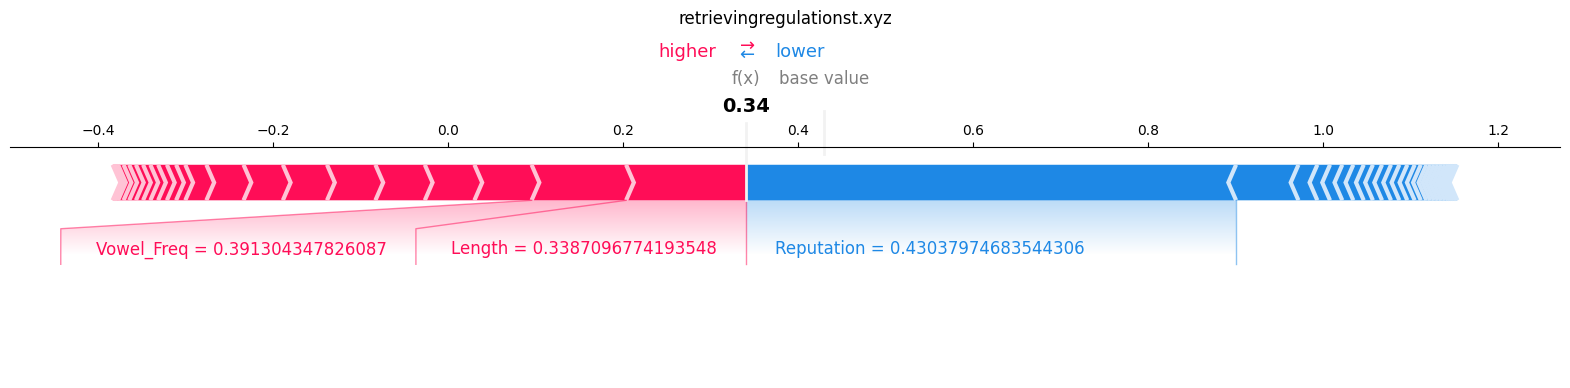 retrievingregulationst.xyz
higher ⇄ lower
f(x) base value
0.34
−0.4 −0.2 0.0 0.2 0.4 0.6 0.8 1.0 1.2
Vowel_Freq = 0.391304347826087 Length = 0.3387096774193548 Reputation = 0.43037974683544306